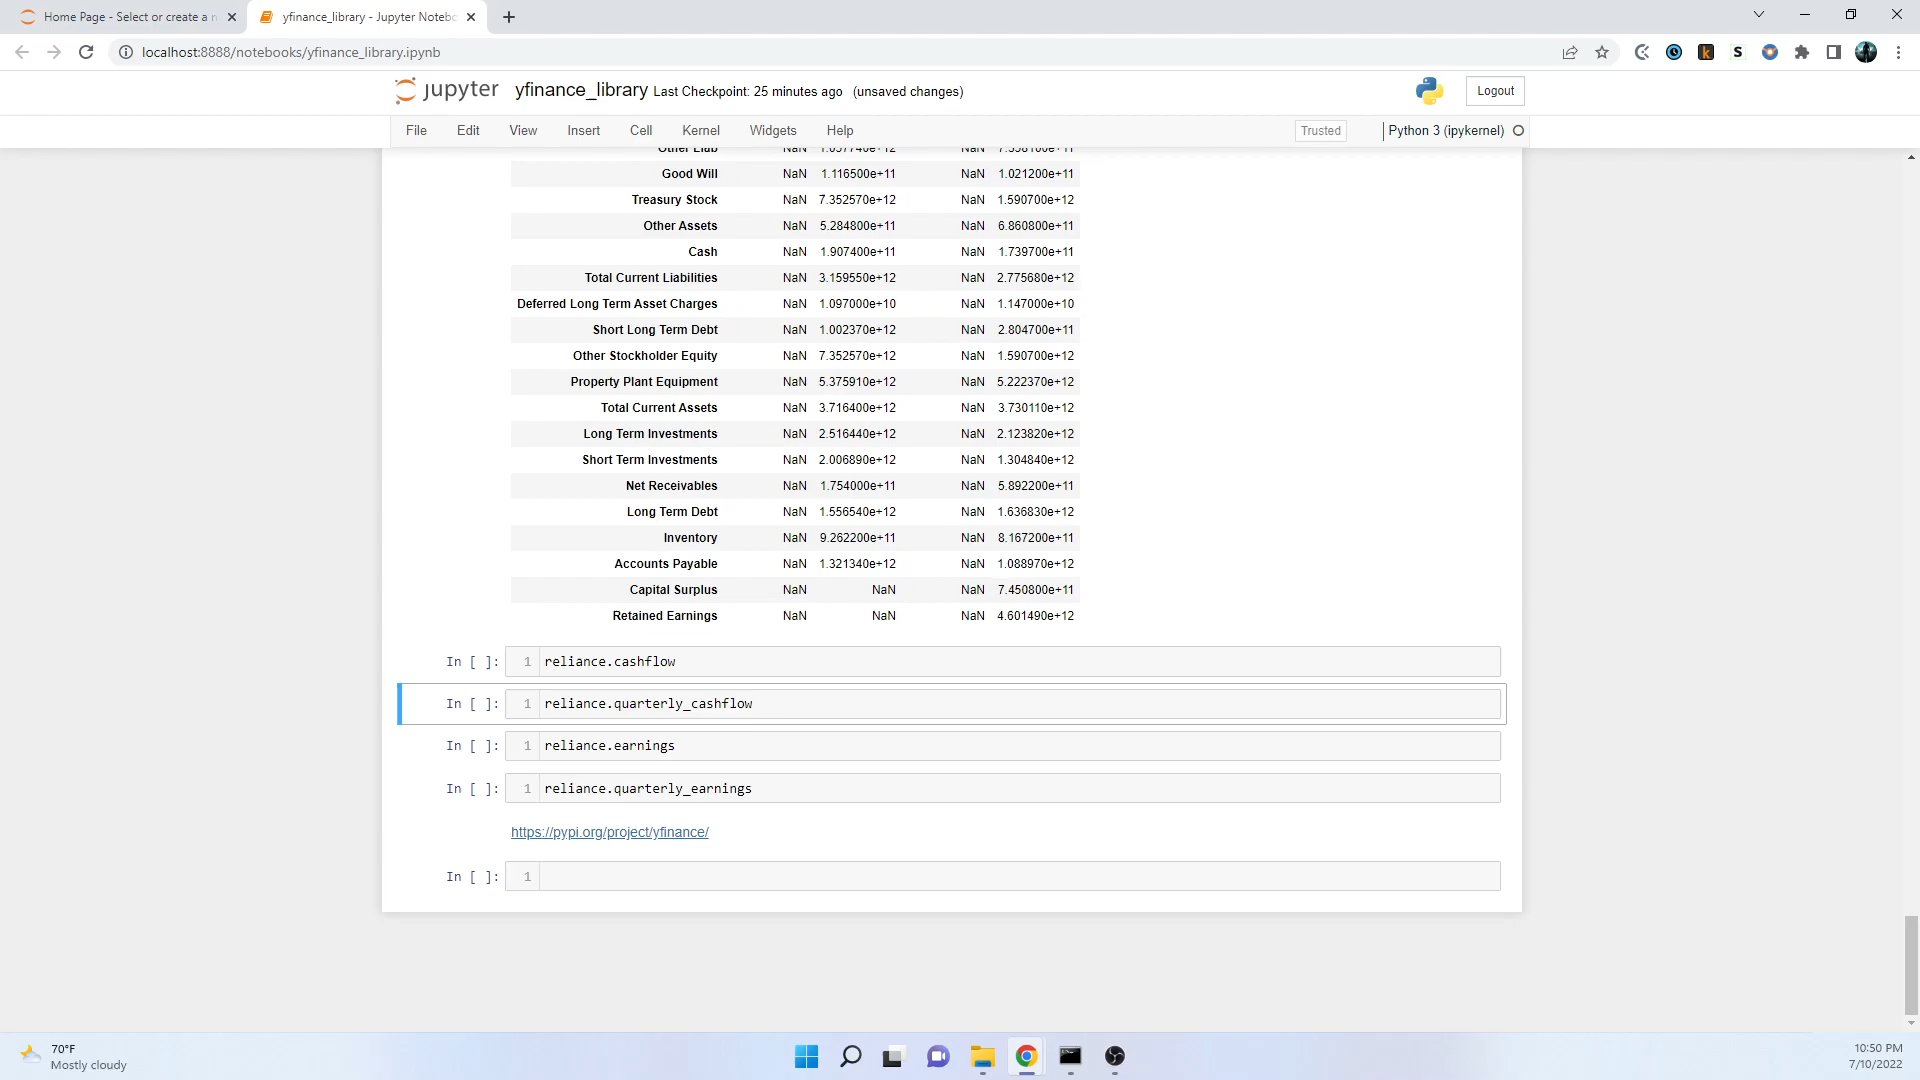 Home Page - Select or create a n
yfinance_library - Jupyter Notebo
localhost:8888/notebooks/yfinance_library.ipynb
jupyter yfinance_library Last Checkpoint: 25 minutes ago (unsaved changes)
Logout
File Edit View Insert Cell Kernel Widgets Help
Trusted
Python 3 (ipykernel)
Other Liab NaN 1.057740e+12 NaN 7.558100e+11
Good Will NaN 1.116500e+11 NaN 1.021200e+11
Treasury Stock NaN 7.352570e+12 NaN 1.590700e+12
Other Assets NaN 5.284800e+11 NaN 6.860800e+11
Cash NaN 1.907400e+11 NaN 1.739700e+11
Total Current Liabilities NaN 3.159550e+12 NaN 2.775680e+12
Deferred Long Term Asset Charges NaN 1.097000e+10 NaN 1.147000e+10
Short Long Term Debt NaN 1.002370e+12 NaN 2.804700e+11
Other Stockholder Equity NaN 7.352570e+12 NaN 1.590700e+12
Property Plant Equipment NaN 5.375910e+12 NaN 5.222370e+12
Total Current Assets NaN 3.716400e+12 NaN 3.730110e+12
Long Term Investments NaN 2.516440e+12 NaN 2.123820e+12
Short Term Investments NaN 2.006890e+12 NaN 1.304840e+12
Net Receivables NaN 1.754000e+11 NaN 5.892200e+11
Long Term Debt NaN 1.556540e+12 NaN 1.636830e+12
Inventory NaN 9.262200e+11 NaN 8.167200e+11
Accounts Payable NaN 1.321340e+12 NaN 1.088970e+12
Capital Surplus NaN NaN NaN 7.450800e+11
Retained Earnings NaN NaN NaN 4.601490e+12
In [ ]: 1 reliance.cashflow
In [ ]: 1 reliance.quarterly_cashflow
In [ ]: 1 reliance.earnings
In [ ]: 1 reliance.quarterly_earnings
https://pypi.org/project/yfinance/
In [ ]: 1
70°F
Mostly cloudy
10:50 PM
7/10/2022